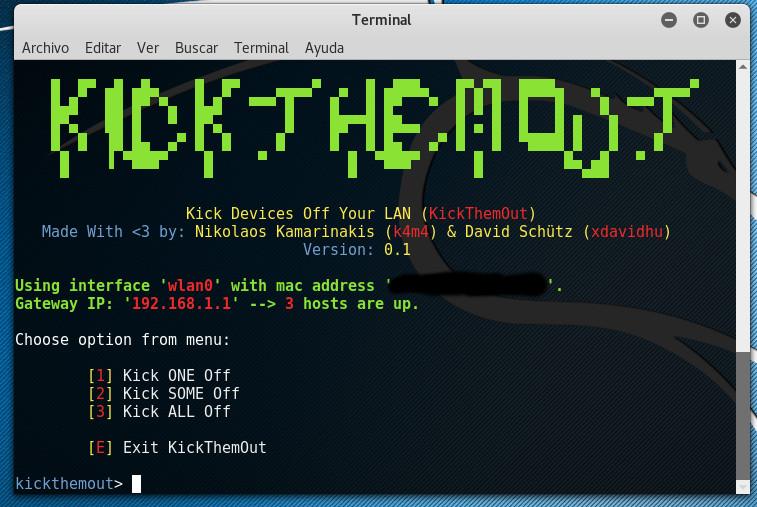 Terminal
Archivo Editar Ver Buscar Terminal Ayuda
KICKTHEMOUT
Kick Devices Off Your LAN (KickThemOut)
Made With <3 by: Nikolaos Kamarinakis (k4m4) & David Schütz (xdavidhu)
Version: 0.1
Using interface 'wlan0' with mac address ' '.
Gateway IP: '192.168.1.1' --> 3 hosts are up.
Choose option from menu:
[1] Kick ONE Off
[2] Kick SOME Off
[3] Kick ALL Off
[E] Exit KickThemOut
kickthemout>